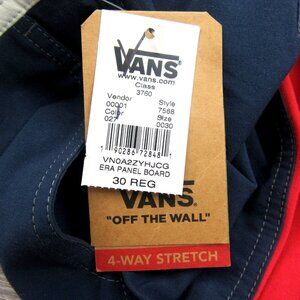 VANS
www.vans.com
Class
3760
Vendor Style
00001 7568
Color Size
027 0030
1 90286 72848 1
VN0A2ZYHJCG
ERA PANEL BOARD
30 REG
VANS
"OFF THE WALL"
4-WAY STRETCH